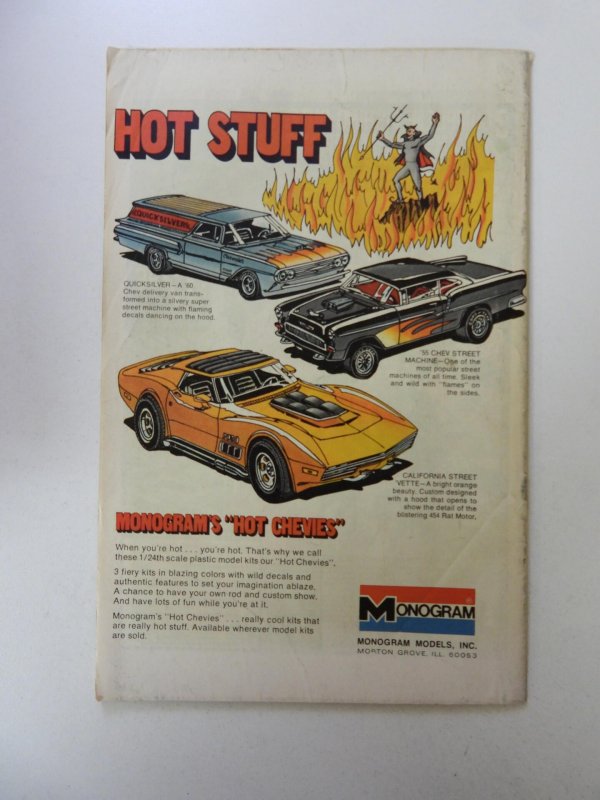 HOT STUFF
QUICKSILVERS
QUICKSILVER—A '60
Chev delivery van trans-
formed into a silvery super
street machine with flaming
decals dancing on the hood.
'55 CHEV STREET
MACHINE—One of the
most popular street
machines of all time. Sleek
and wild with "flames" on
the sides.
CALIFORNIA STREET
'VETTE—A bright orange
beauty. Custom designed
with a hood that opens to
show the detail of the
blistering 454 Rat Motor.
MONOGRAM'S "HOT CHEVIES"
When you're hot . . . you're hot. That's why we call
these 1/24th scale plastic model kits our "Hot Chevies".
3 fiery kits in blazing colors with wild decals and
authentic features to set your imagination ablaze.
A chance to have your own rod and custom show.
And have lots of fun while you're at it.
Monogram's "Hot Chevies" . . . really cool kits that
are really hot stuff. Available wherever model kits
are sold.
MONOGRAM
MONOGRAM MODELS, INC.
MORTON GROVE, ILL. 60053